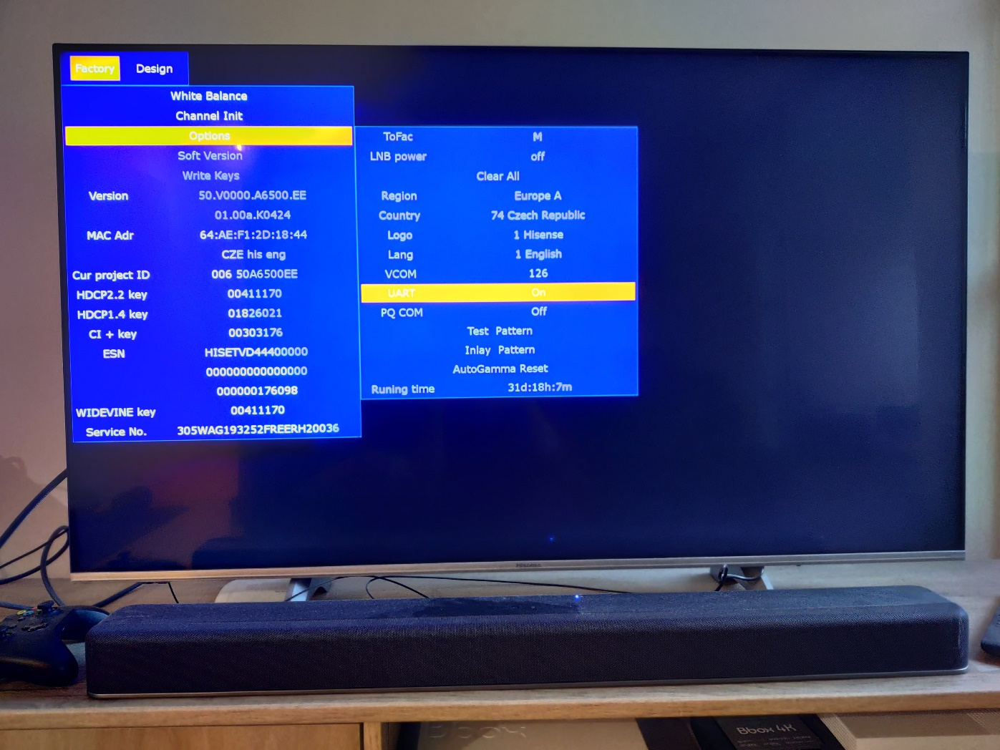 Factory Design
White Balance
Channel Init
Options
Soft Version
Write Keys
Version 50.V0000.A6500.EE
01.00a.K0424
MAC Adr 64:AE:F1:2D:18:44
CZE his eng
Cur project ID 006 50A6500EE
HDCP2.2 key 00411170
HDCP1.4 key 01826021
CI + key 00303176
ESN HISETVD44400000
000000000000000
000000176098
WIDEVINE key 00411170
Service No. 305WAG193252FREERH20036
ToFac M
LNB power off
Clear All
Region Europe A
Country 74 Czech Republic
Logo 1 Hisense
Lang 1 English
VCOM 126
UART On
PQ COM Off
Test Pattern
Inlay Pattern
AutoGamma Reset
Runing time 31d:18h:7m
Hisense
Bbox
Bbox 4K